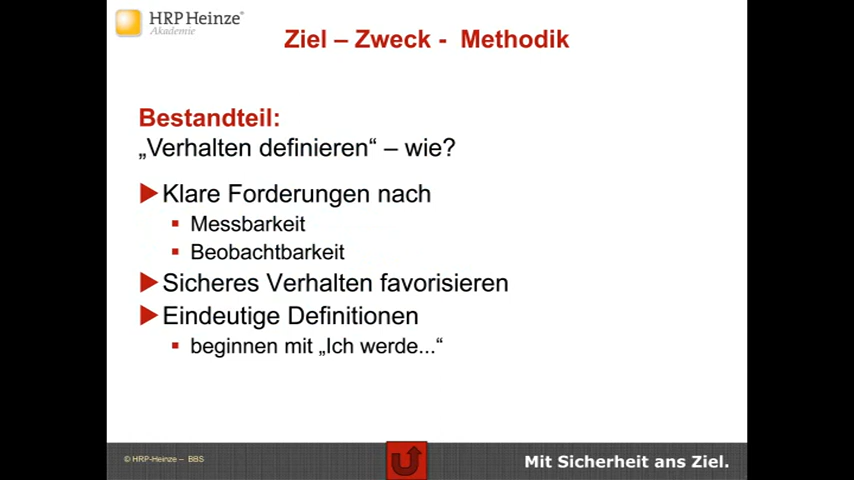 HRP Heinze®
Akademie
Ziel – Zweck - Methodik
Bestandteil:
„Verhalten definieren“ – wie?
Klare Forderungen nach
Messbarkeit
Beobachtbarkeit
Sicheres Verhalten favorisieren
Eindeutige Definitionen
beginnen mit „Ich werde...“
© HRP-Heinze – BBS
Mit Sicherheit ans Ziel.